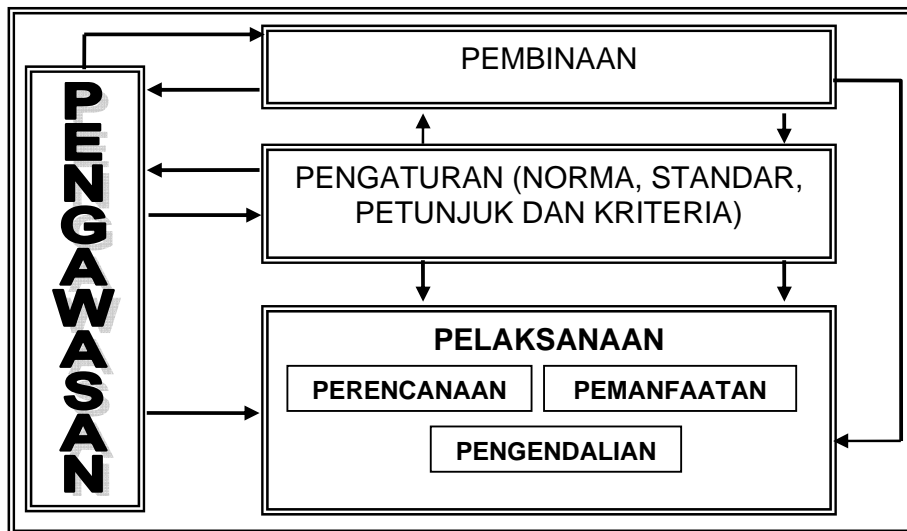 PENGAWASAN
PEMBINAAN
PENGATURAN (NORMA, STANDAR,
PETUNJUK DAN KRITERIA)
PELAKSANAAN
PERENCANAAN
PEMANFAATAN
PENGENDALIAN